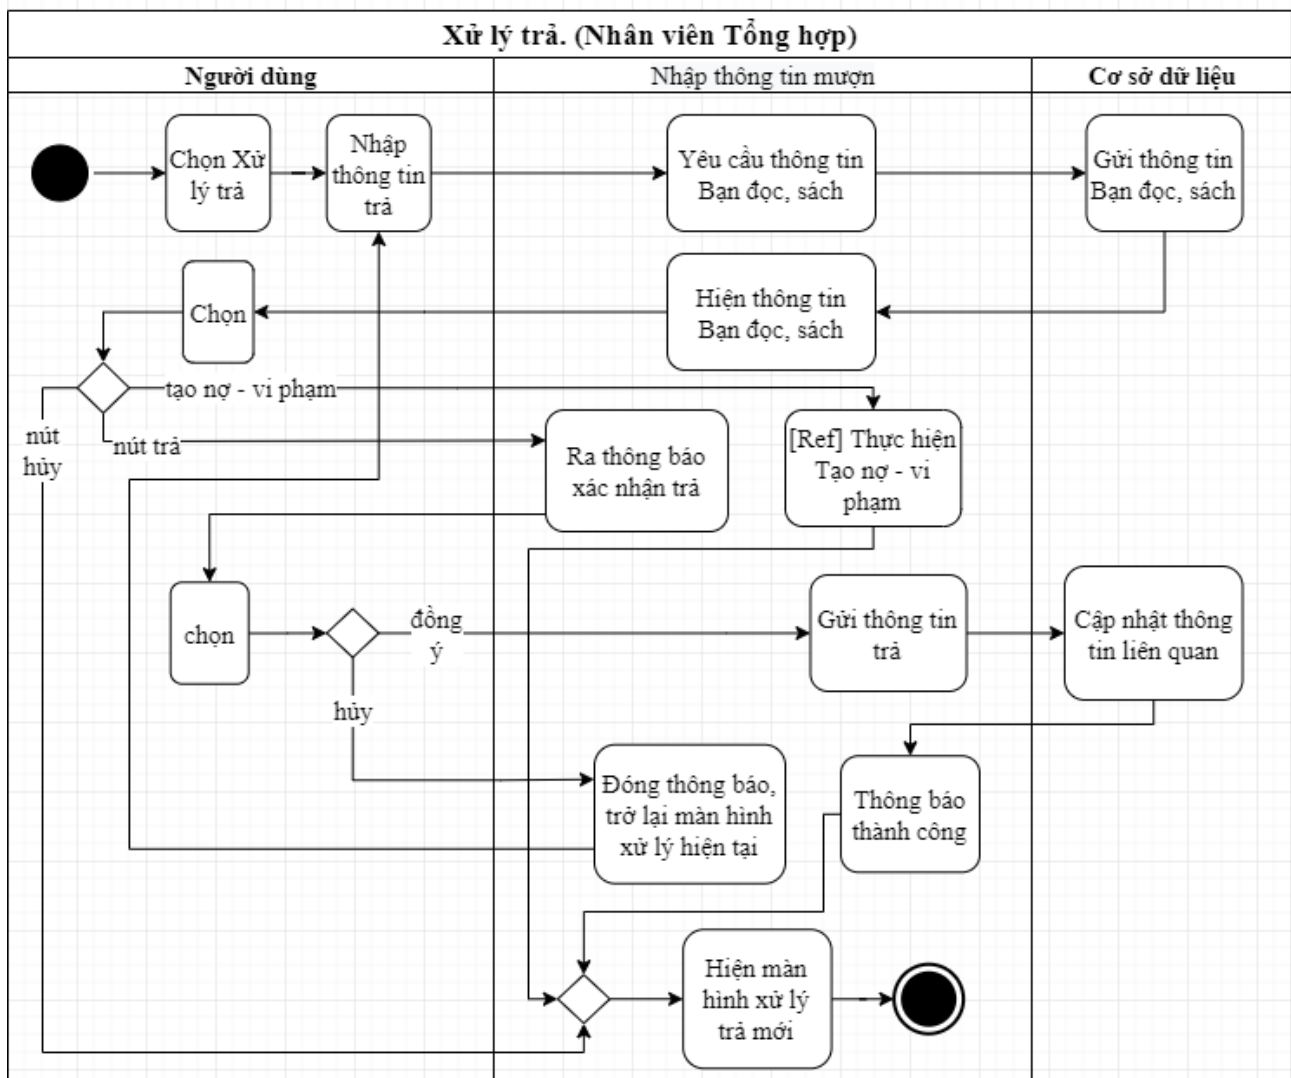 Xử lý trả. (Nhân viên Tổng hợp)
Người dùng
Nhập thông tin mượn
Cơ sở dữ liệu
Chọn Xử
lý trả
Nhập
thông tin
trả
Yêu cầu thông tin
Bạn đọc, sách
Gửi thông tin
Bạn đọc, sách
Chọn
Hiện thông tin
Bạn đọc, sách
tạo nợ - vi phạm
nút
hủy
nút trả
Ra thông báo
xác nhận trả
[Ref] Thực hiện
Tạo nợ - vi
phạm
chọn
đồng
ý
Gửi thông tin
trả
Cập nhật thông
tin liên quan
hủy
Đóng thông báo,
trở lại màn hình
xử lý hiện tại
Thông báo
thành công
Hiện màn
hình xử lý
trả mới